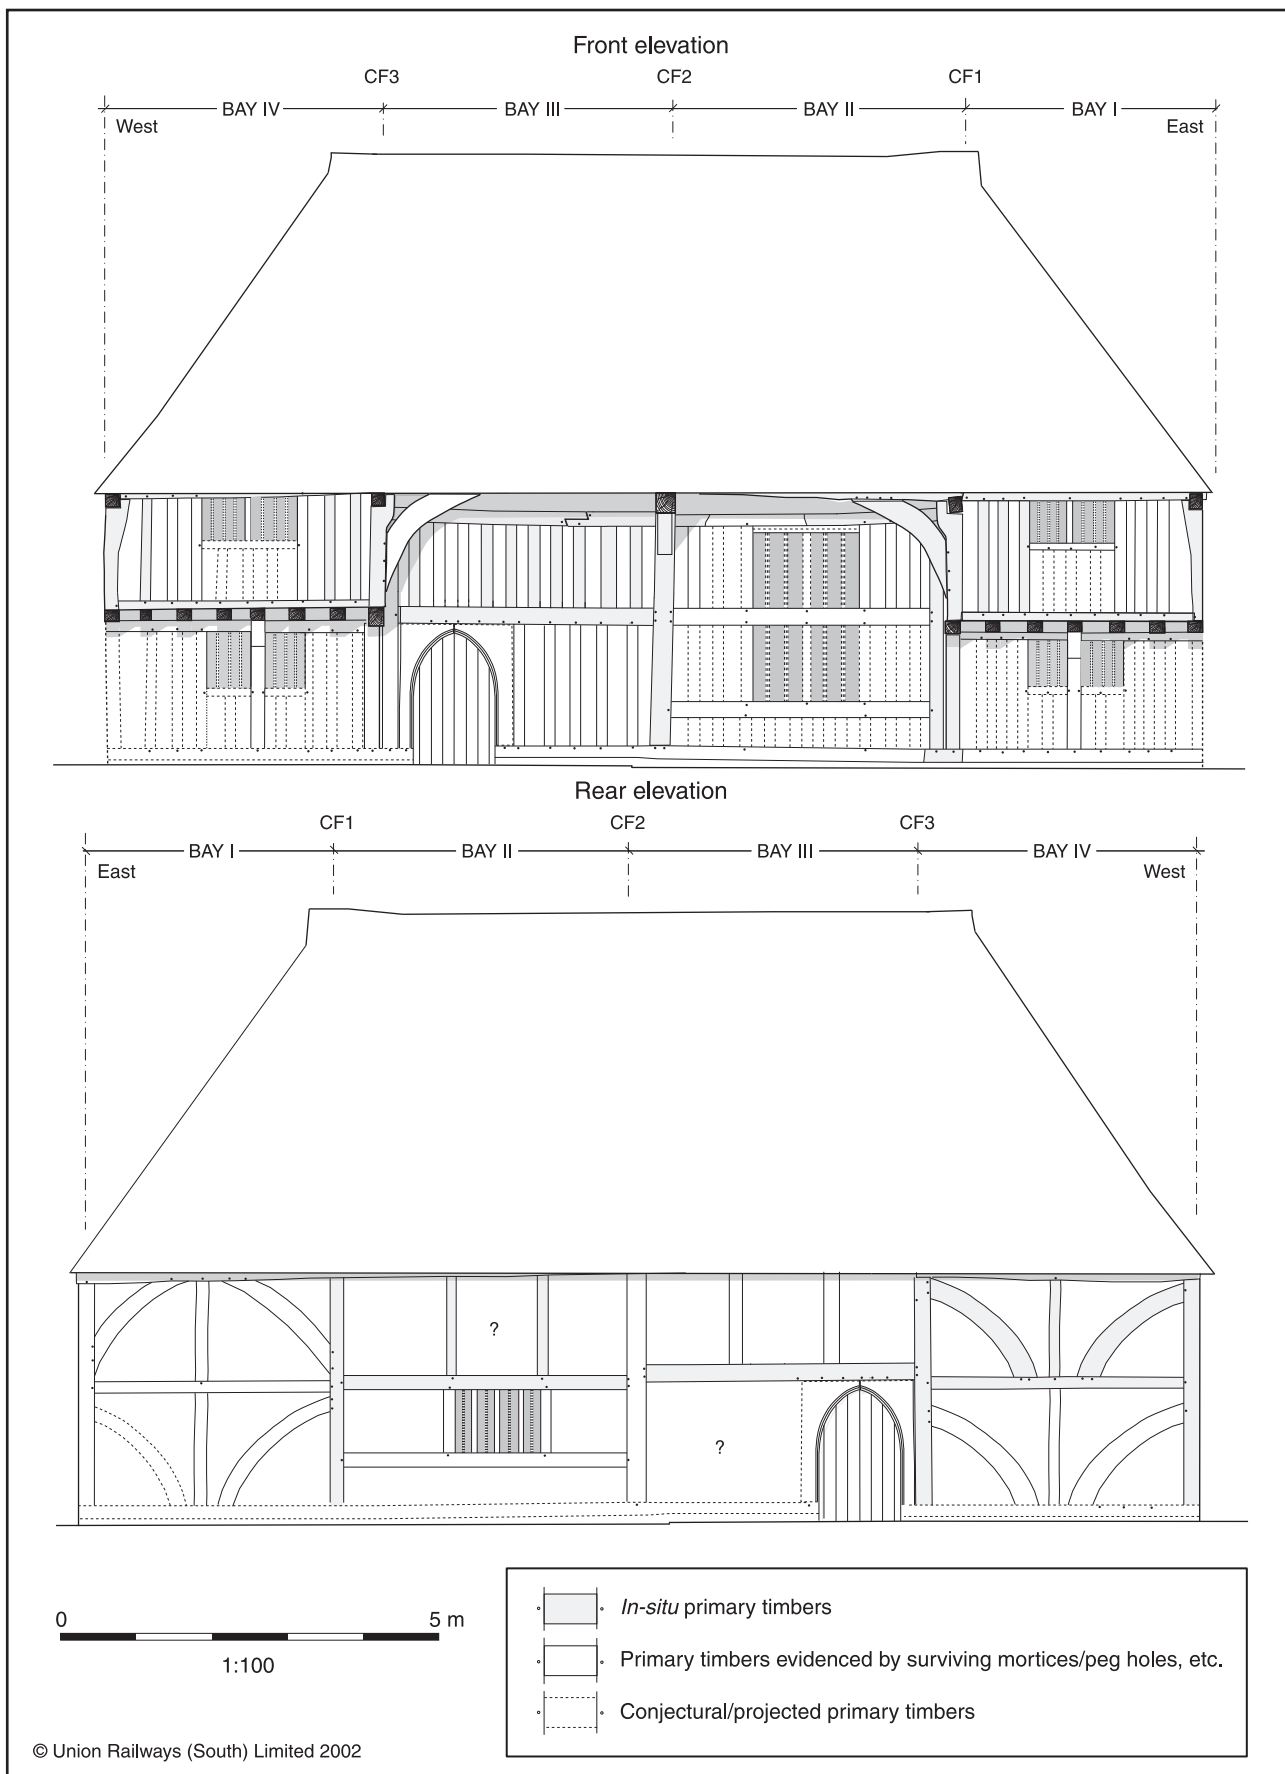 Front elevation
CF3 CF2 CF1
BAY IV BAY III BAY II BAY I
West East
Rear elevation
CF1 CF2 CF3
BAY I BAY II BAY III BAY IV
East West
?
?
0 5 m
1:100
In-situ primary timbers
Primary timbers evidenced by surviving mortices/peg holes, etc.
Conjectural/projected primary timbers
© Union Railways (South) Limited 2002